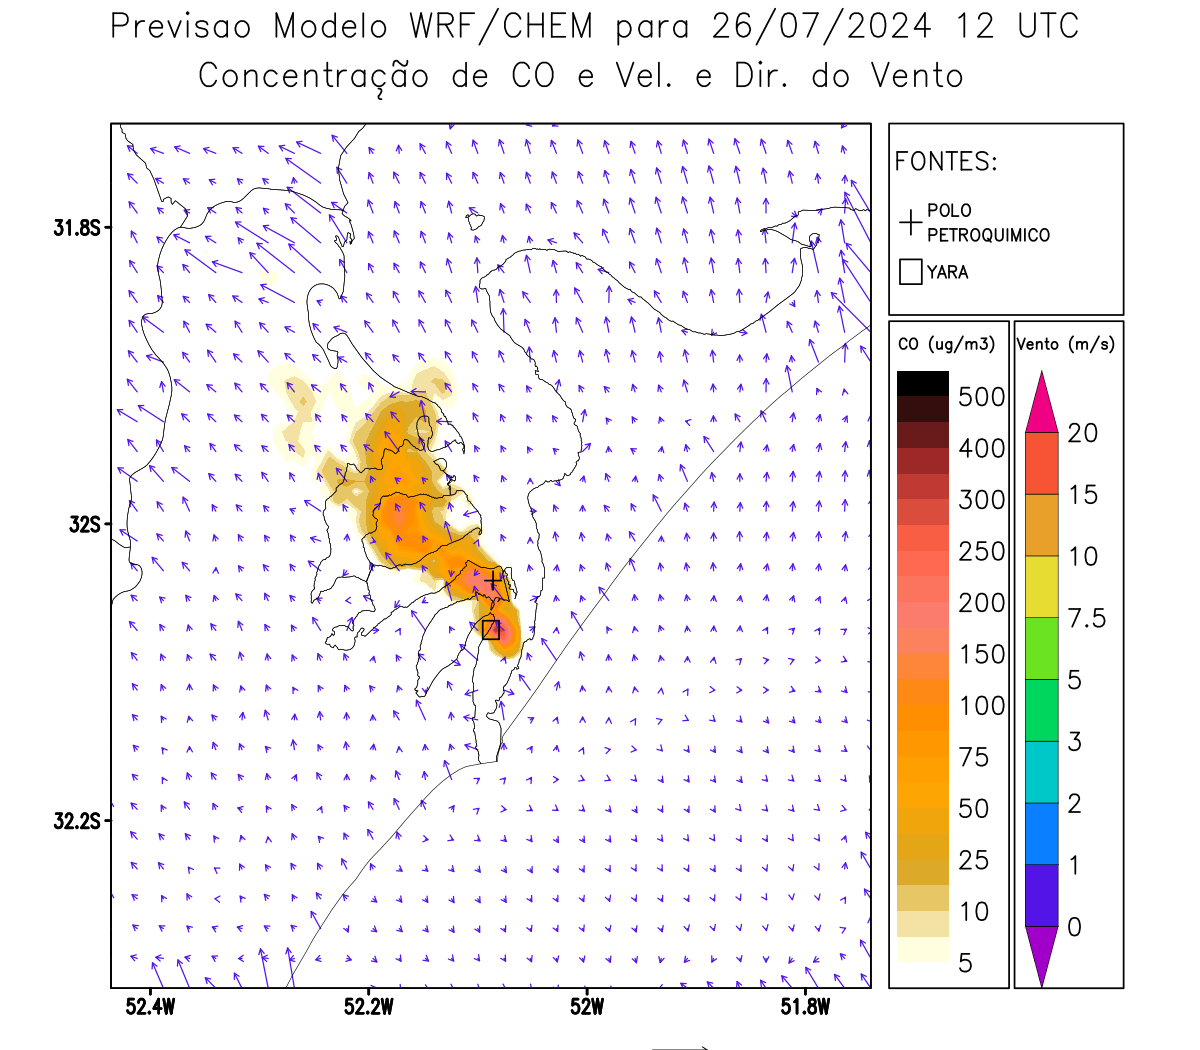 Previsao Modelo WRF/CHEM para 26/07/2024 12 UTC
Concentração de CO e Vel. e Dir. do Vento
FONTES:
POLO
PETROQUIMICO
YARA
CO (ug/m3)
500
400
300
250
200
150
100
75
50
25
10
5
Vento (m/s)
20
15
10
7.5
5
3
2
1
0
31.8S
32S
32.2S
52.4W
52.2W
52W
51.8W